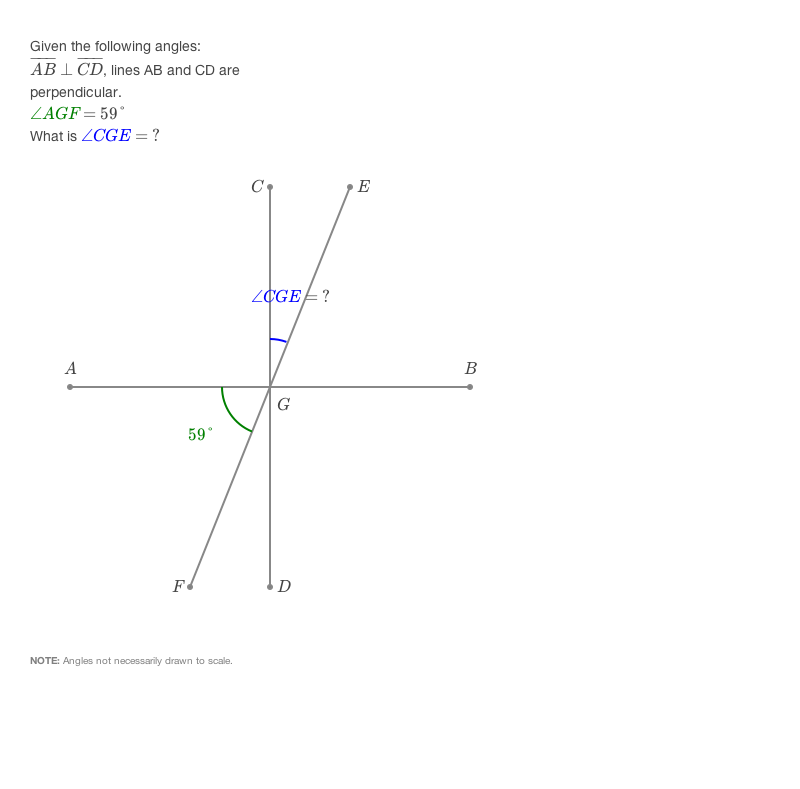 Given the following angles:
AB ⊥ CD, lines AB and CD are
perpendicular.
∠AGF = 59°
What is ∠CGE = ?
C
E
∠CGE = ?
A
B
G
59°
F
D
NOTE: Angles not necessarily drawn to scale.